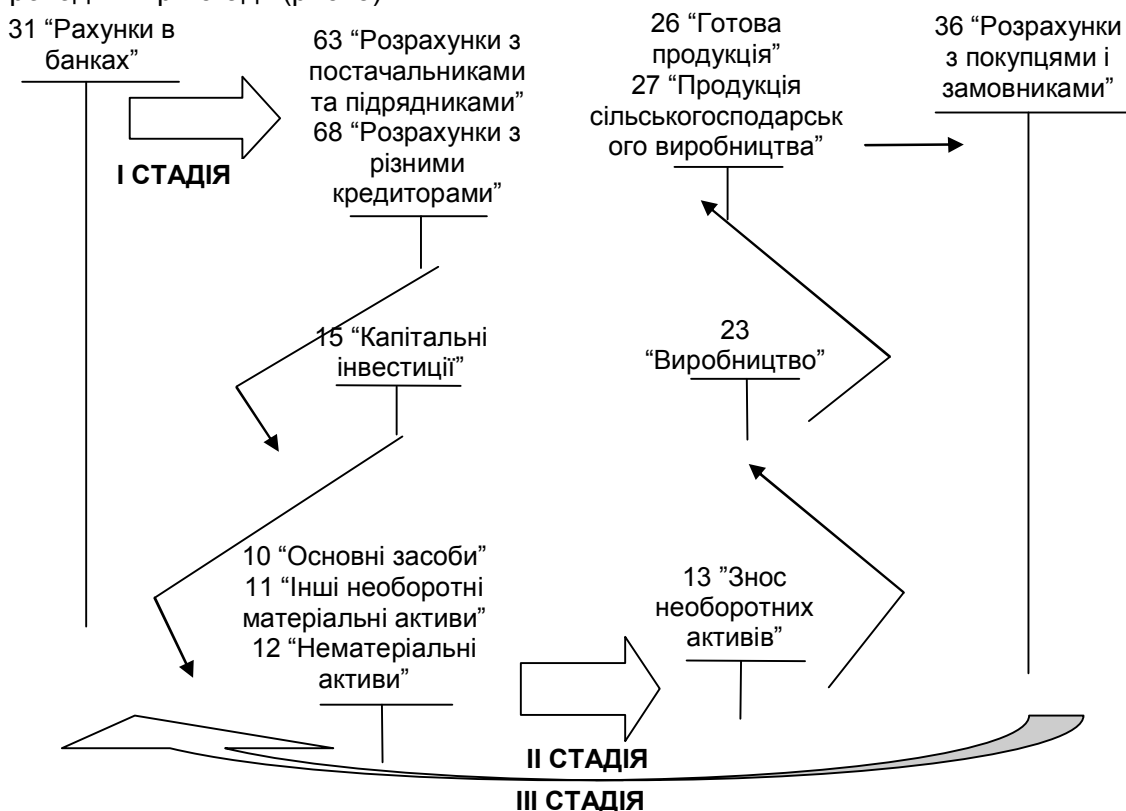 31 “Рахунки в
банках”
63 “Розрахунки з
постачальниками
та підрядниками”
68 “Розрахунки з
різними
кредиторами”
26 “Готова
продукція”
27 “Продукція
сільськогосподарськ
ого виробництва”
36 “Розрахунки
з покупцями і
замовниками”
І СТАДІЯ
15 “Капітальні
інвестиції”
23
“Виробництво”
10 “Основні засоби”
11 “Інші необоротні
матеріальні активи”
12 “Нематеріальні
активи”
13 ”Знос
необоротних
активів”
ІІ СТАДІЯ
ІІІ СТАДІЯ